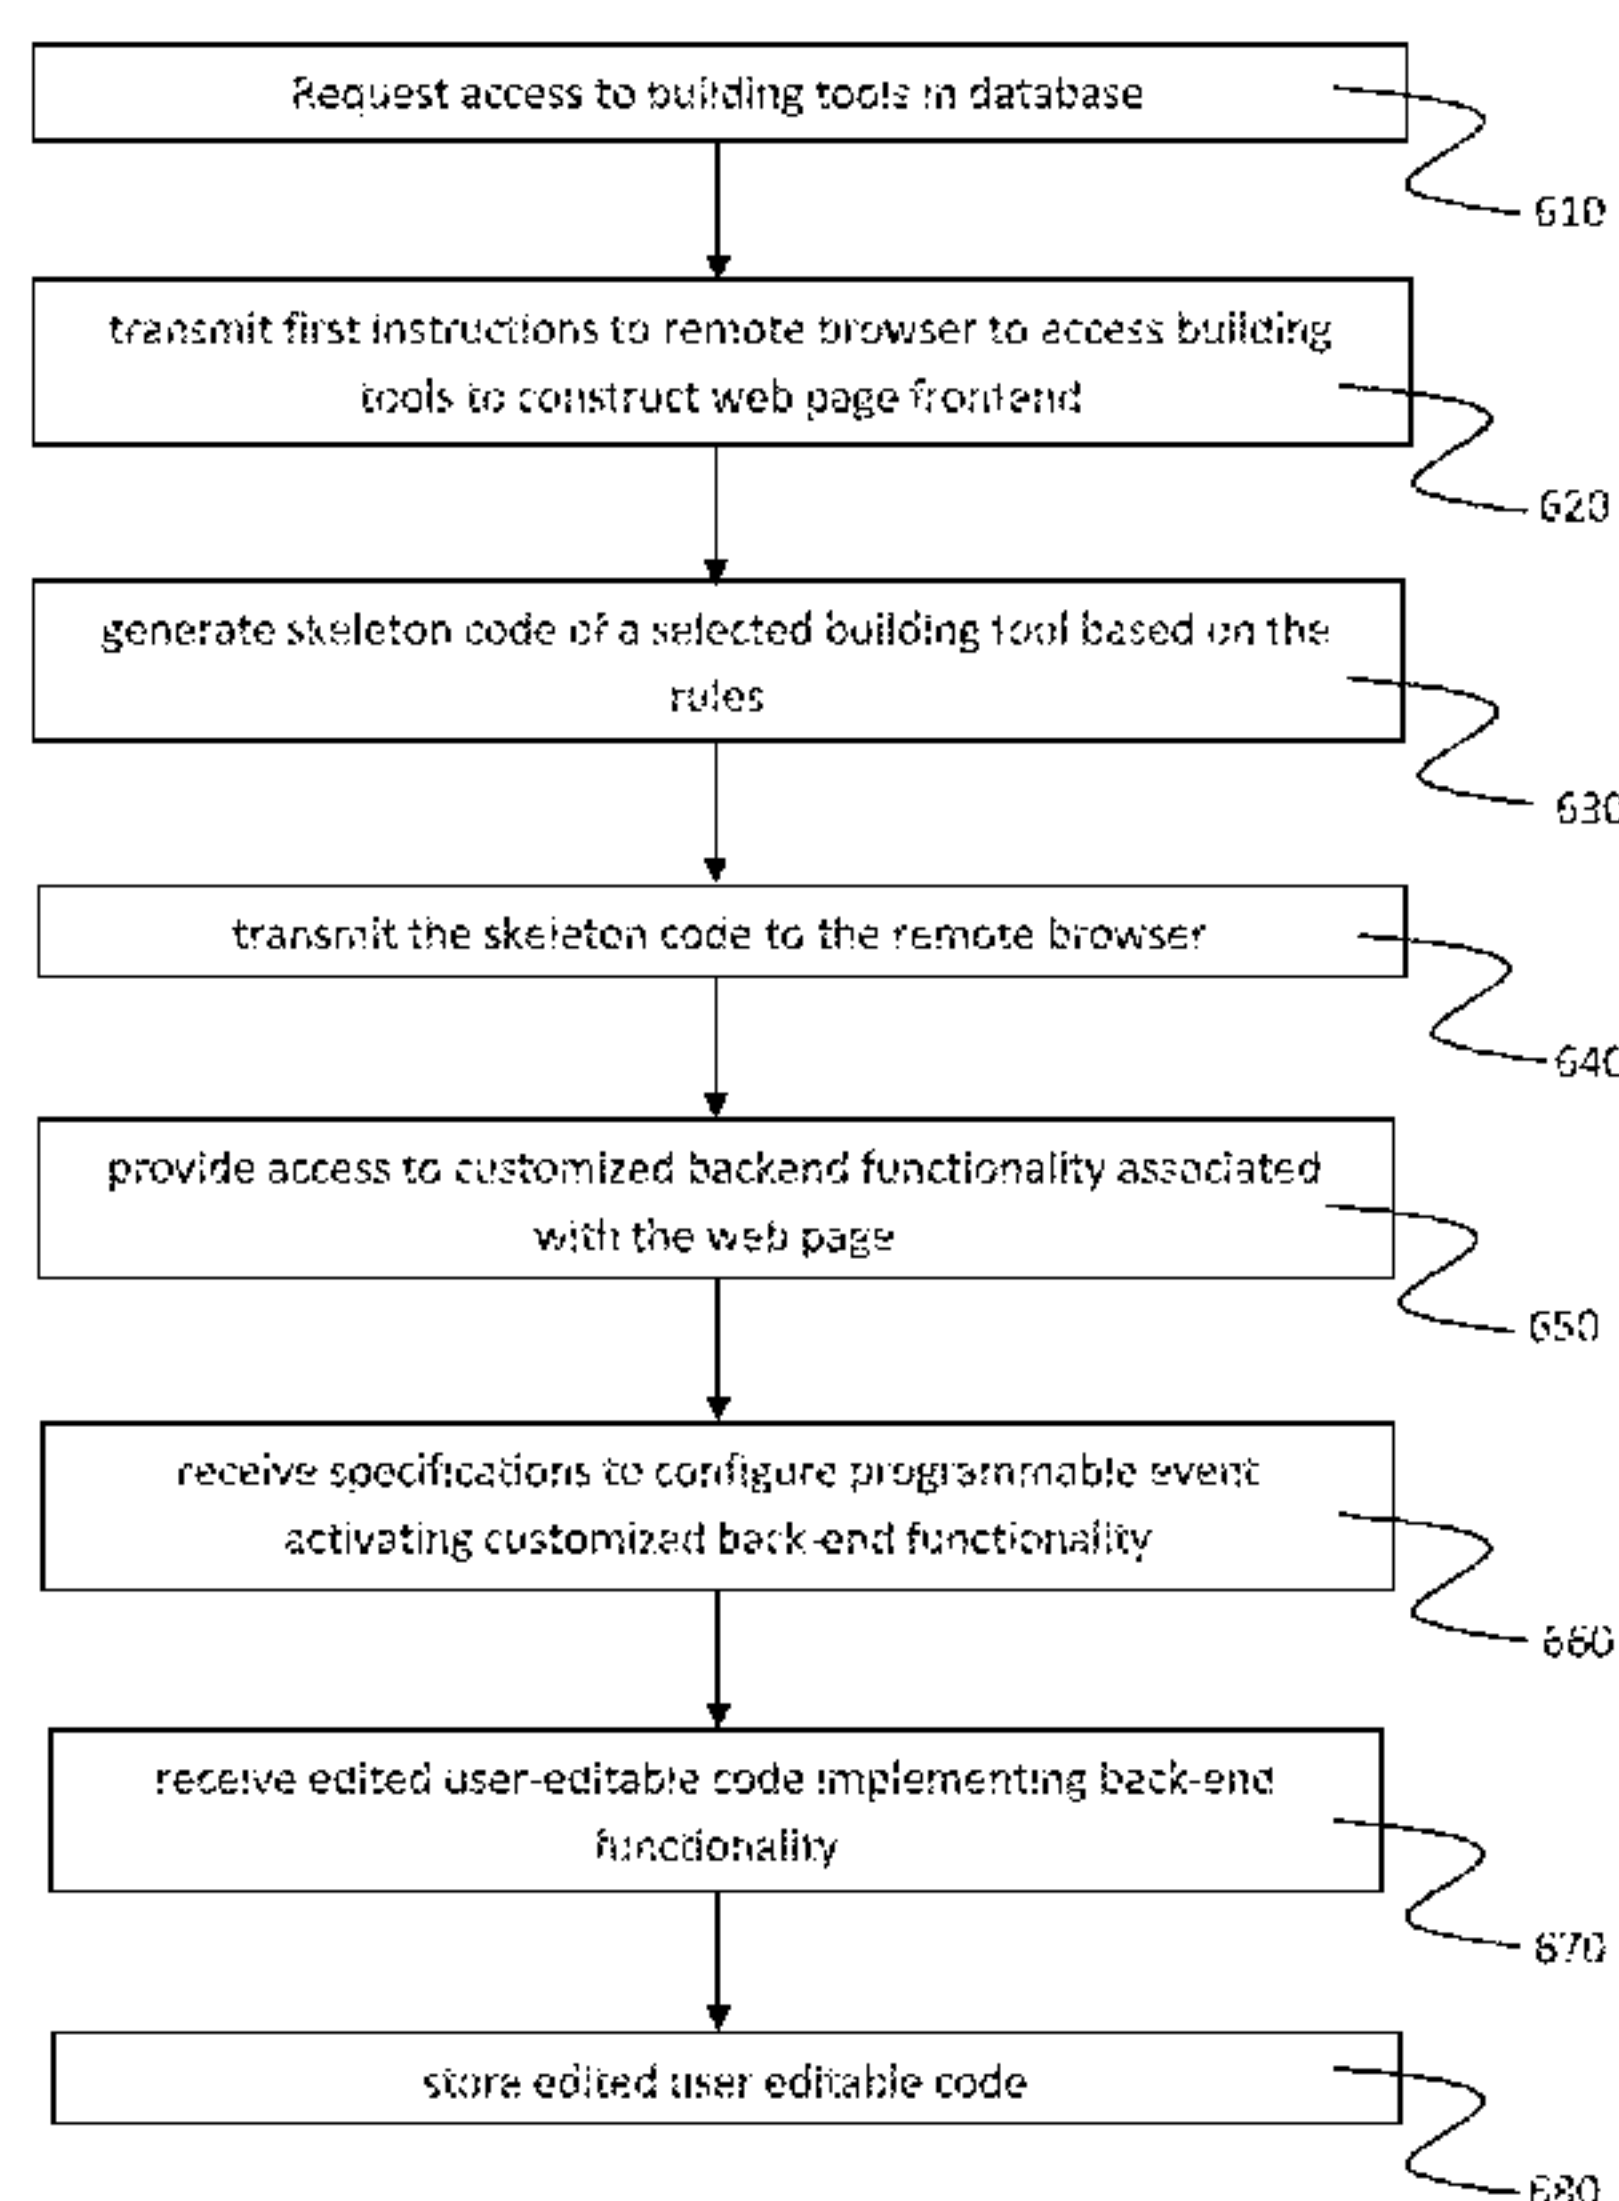 Request access to building tools in database
610
transmit first instructions to remote browser to access building
tools to construct web page frontend
620
generate skeleton code of a selected building tool based on the
rules
630
transmit the skeleton code to the remote browser
640
provide access to customized backend functionality associated
with the web page
650
receive specifications to configure programmable event
activating customized back-end functionality
660
receive edited user-editable code implementing back-end
functionality
670
store edited user editable code
680